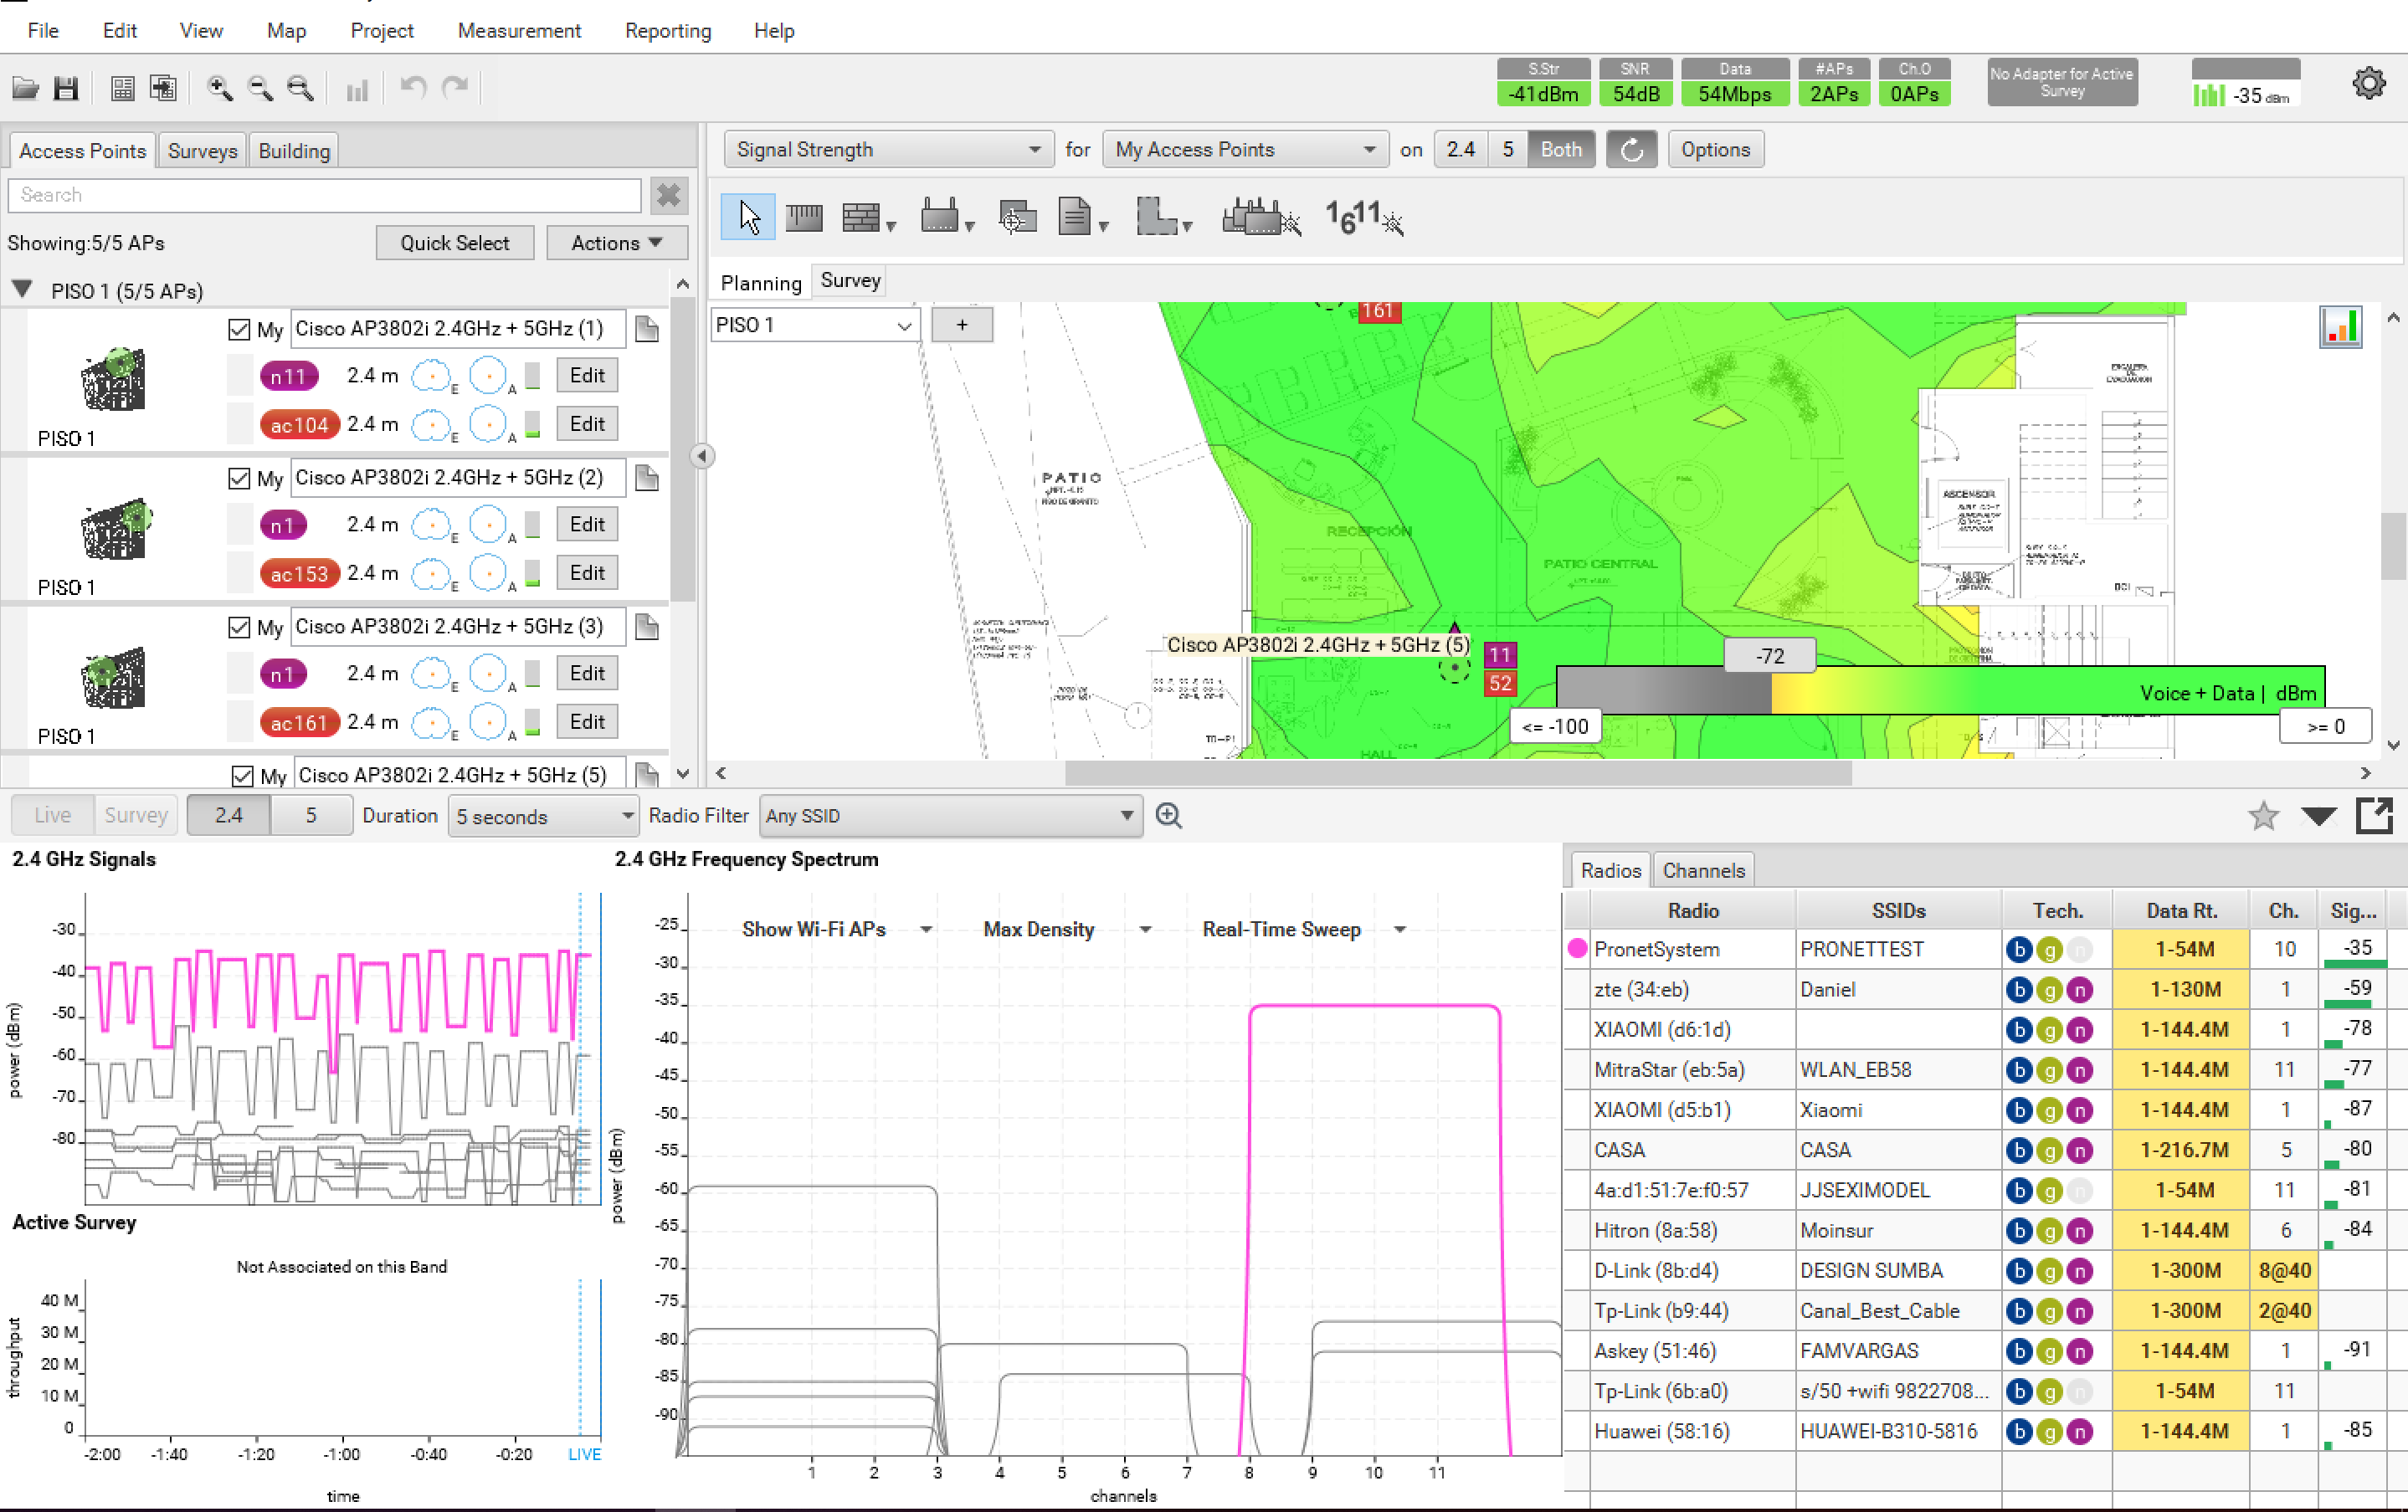 File Edit View Map Project Measurement Reporting Help
S.Str SNR Data #APs Ch.O
-41dBm 54dB 54Mbps 2APs 0APs
No Adapter for Active Survey
-35 dBm
Access Points Surveys Building
Search
Showing:5/5 APs Quick Select Actions
PISO 1 (5/5 APs)
My Cisco AP3802i 2.4GHz + 5GHz (1)
n11 2.4 m E A Edit
ac104 2.4 m E A Edit
PISO 1
My Cisco AP3802i 2.4GHz + 5GHz (2)
n1 2.4 m E A Edit
ac153 2.4 m E A Edit
PISO 1
My Cisco AP3802i 2.4GHz + 5GHz (3)
n1 2.4 m E A Edit
ac161 2.4 m E A Edit
PISO 1
My Cisco AP3802i 2.4GHz + 5GHz (5)
Signal Strength for My Access Points on 2.4 5 Both Options
1 6 11
Planning Survey
PISO 1 +
161
PATIO
RECEPCIÓN
PATIO CENTRAL
ASCENSOR
HALL
Cisco AP3802i 2.4GHz + 5GHz (5)
11
52
-72
Voice + Data | dBm
<= -100 >= 0
Live Survey 2.4 5 Duration 5 seconds Radio Filter Any SSID
2.4 GHz Signals
power (dBm)
-30
-40
-50
-60
-70
-80
Active Survey
Not Associated on this Band
throughput
40 M
30 M
20 M
10 M
0
-2:00 -1:40 -1:20 -1:00 -0:40 -0:20 LIVE
time
2.4 GHz Frequency Spectrum
Show Wi-Fi APs Max Density Real-Time Sweep
power (dBm)
-25
-30
-35
-40
-45
-50
-55
-60
-65
-70
-75
-80
-85
-90
1 2 3 4 5 6 7 8 9 10 11
channels
Radios Channels
Radio SSIDs Tech. Data Rt. Ch. Sig...
PronetSystem PRONETTEST b g n 1-54M 10 -35
zte (34:eb) Daniel b g n 1-130M 1 -59
XIAOMI (d6:1d) b g n 1-144.4M 1 -78
MitraStar (eb:5a) WLAN_EB58 b g n 1-144.4M 11 -77
XIAOMI (d5:b1) Xiaomi b g n 1-144.4M 1 -87
CASA CASA b g n 1-216.7M 5 -80
4a:d1:51:7e:f0:57 JJSEXIMODEL b g n 1-54M 11 -81
Hitron (8a:58) Moinsur b g n 1-144.4M 6 -84
D-Link (8b:d4) DESIGN SUMBA b g n 1-300M 8@40
Tp-Link (b9:44) Canal_Best_Cable b g n 1-300M 2@40
Askey (51:46) FAMVARGAS b g n 1-144.4M 1 -91
Tp-Link (6b:a0) s/50 +wifi 9822708... b g n 1-54M 11
Huawei (58:16) HUAWEI-B310-5816 b g n 1-144.4M 1 -85